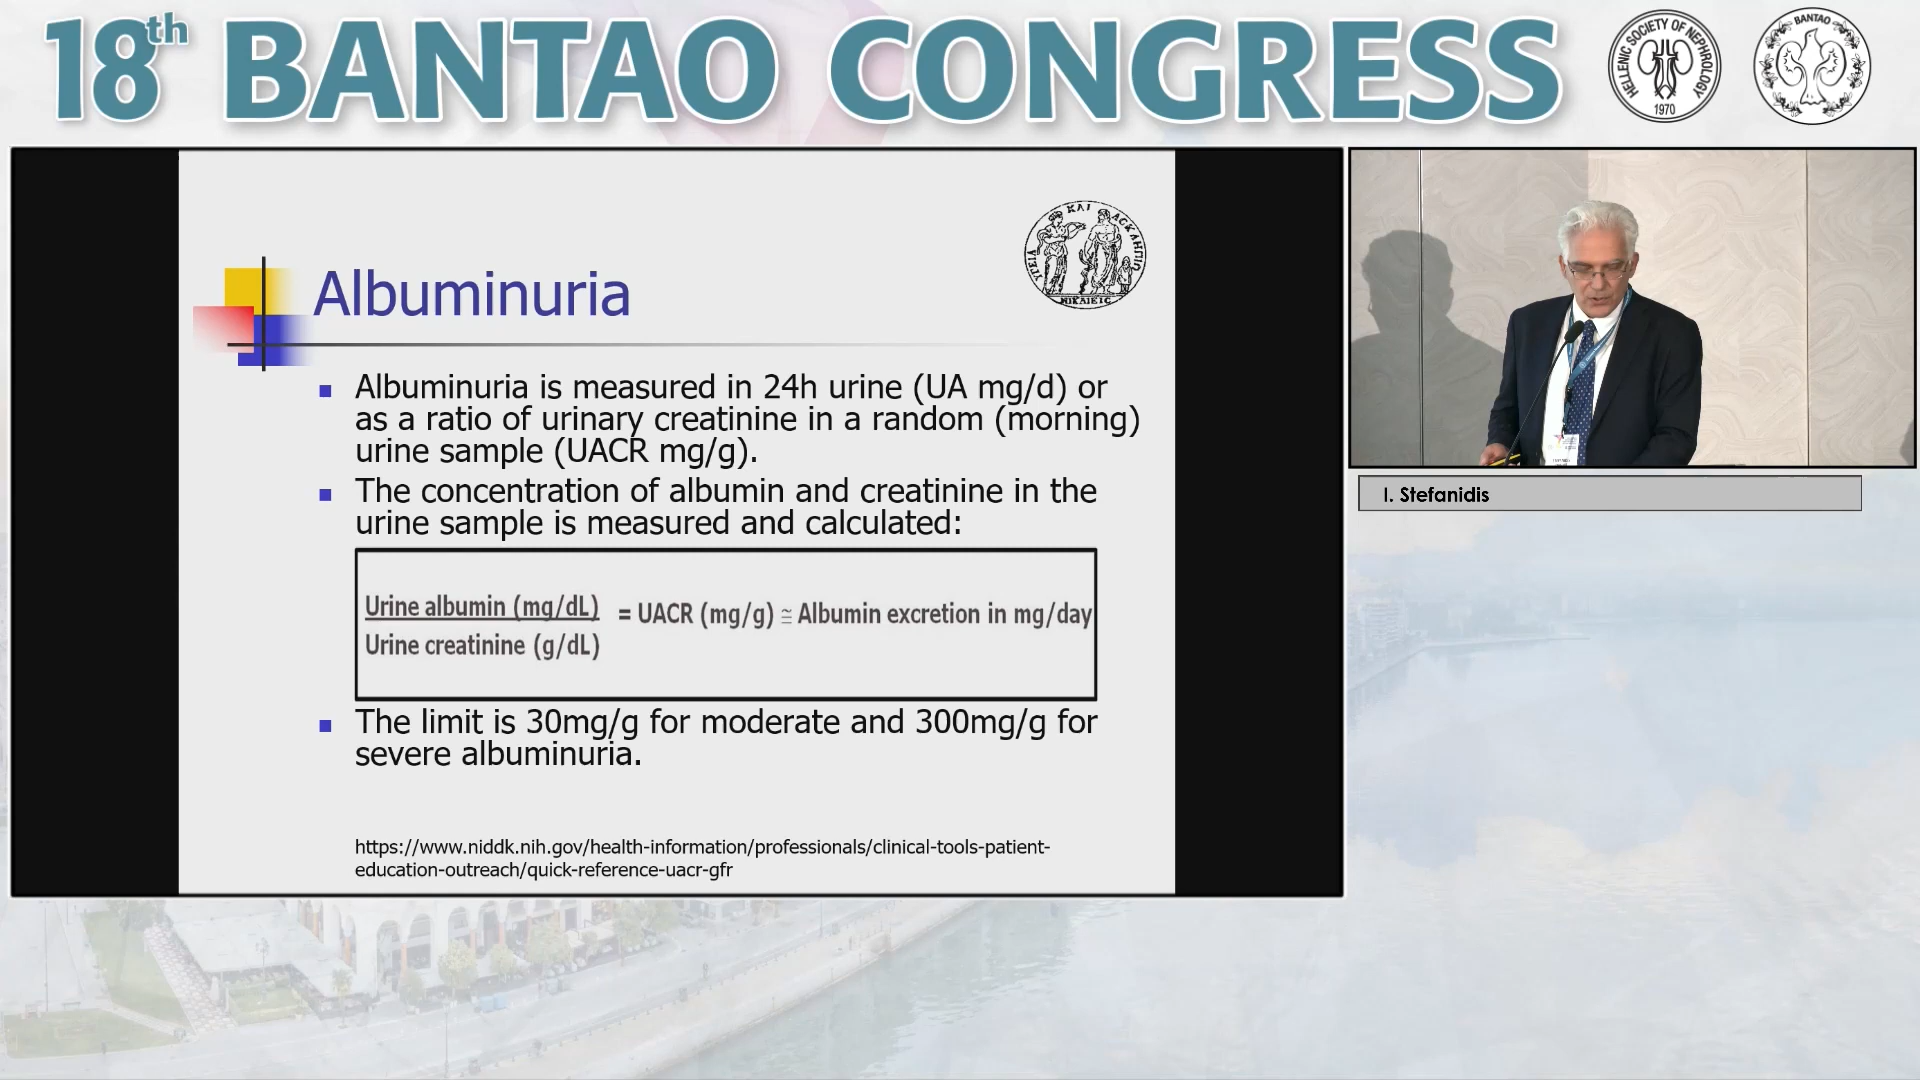 18th BANTAO CONGRESS
HELLENIC SOCIETY OF NEPHROLOGY
1970
BANTAO
ΚΑΙ ΑΣΚΛΗΠΙΩ
ΥΓΕΙΑ
ΝΙΚΑΙΕΙC
Albuminuria
Albuminuria is measured in 24h urine (UA mg/d) or
as a ratio of urinary creatinine in a random (morning)
urine sample (UACR mg/g).
The concentration of albumin and creatinine in the
urine sample is measured and calculated:
Urine albumin (mg/dL)
= UACR (mg/g) ≅ Albumin excretion in mg/day
Urine creatinine (g/dL)
The limit is 30mg/g for moderate and 300mg/g for
severe albuminuria.
https://www.niddk.nih.gov/health-information/professionals/clinical-tools-patient-
education-outreach/quick-reference-uacr-gfr
I. Stefanidis